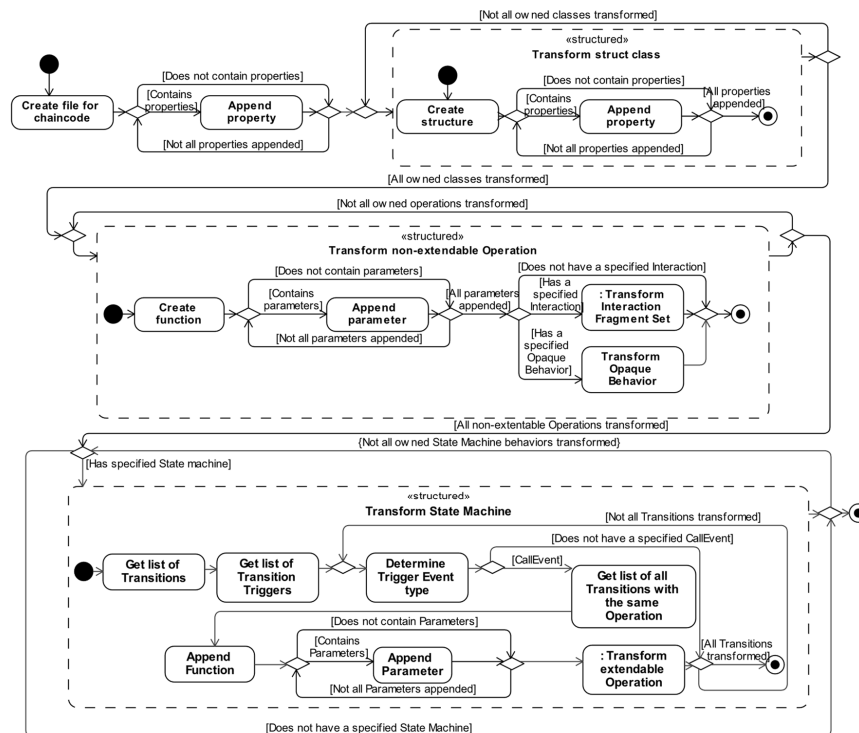 [Not all owned classes transformed]
«structured»
Transform struct class
[Does not contain properties]
[Does not contain properties]
[All properties
appended]
Create file for
chaincode
[Contains
properties]
Append
property
Create
structure
[Contains
properties]
Append
property
[Not all properties appended]
[Not all properties appended]
[All owned classes transformed]
[Not all owned operations transformed]
«structured»
Transform non-extendable Operation
[Does not contain parameters]
[Does not have a specified Interaction]
Create
function
[Contains
parameters]
Append
parameter
[All parameters
appended]
[Has a
specified
Interaction]
: Transform
Interaction
Fragment Set
[Not all parameters appended]
[Has a
specified
Opaque
Behavior]
Transform
Opaque
Behavior
[All non-extentable Operations transformed]
{Not all owned State Machine behaviors transformed}
[Has specified State machine]
«structured»
Transform State Machine
[Not all Transitions transformed]
[Does not have a specified CallEvent]
Get list of
Transitions
Get list of
Transition
Triggers
Determine
Trigger Event
type
[CallEvent]
Get list of all
Transitions with
the same
Operation
[Does not contain Parameters]
Append
Function
[Contains
Parameters]
Append
Parameter
: Transform
extendable
Operation
[All Transitions
transformed]
[Not all Parameters appended]
[Does not have a specified State Machine]